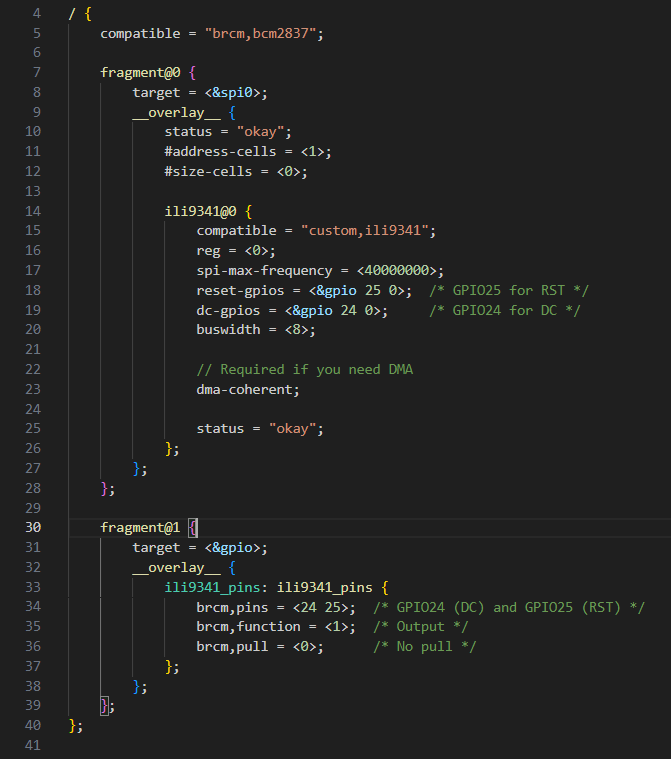 4 / {
5     compatible = "brcm,bcm2837";
6
7     fragment@0 {
8         target = <&spi0>;
9         __overlay__ {
10             status = "okay";
11             #address-cells = <1>;
12             #size-cells = <0>;
13
14             ili9341@0 {
15                 compatible = "custom,ili9341";
16                 reg = <0>;
17                 spi-max-frequency = <40000000>;
18                 reset-gpios = <&gpio 25 0>;  /* GPIO25 for RST */
19                 dc-gpios = <&gpio 24 0>;     /* GPIO24 for DC */
20                 buswidth = <8>;
21
22                 // Required if you need DMA
23                 dma-coherent;
24
25                 status = "okay";
26             };
27         };
28     };
29
30     fragment@1 {
31         target = <&gpio>;
32         __overlay__ {
33             ili9341_pins: ili9341_pins {
34                 brcm,pins = <24 25>;  /* GPIO24 (DC) and GPIO25 (RST) */
35                 brcm,function = <1>;  /* Output */
36                 brcm,pull = <0>;      /* No pull */
37             };
38         };
39     };
40 };
41